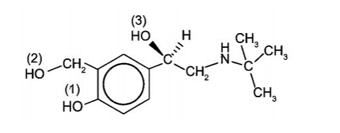 (3)
HO H
CH₃
(2)
HO CH₂ C N H CH₃
CH₂ C
(1)
HO CH₃